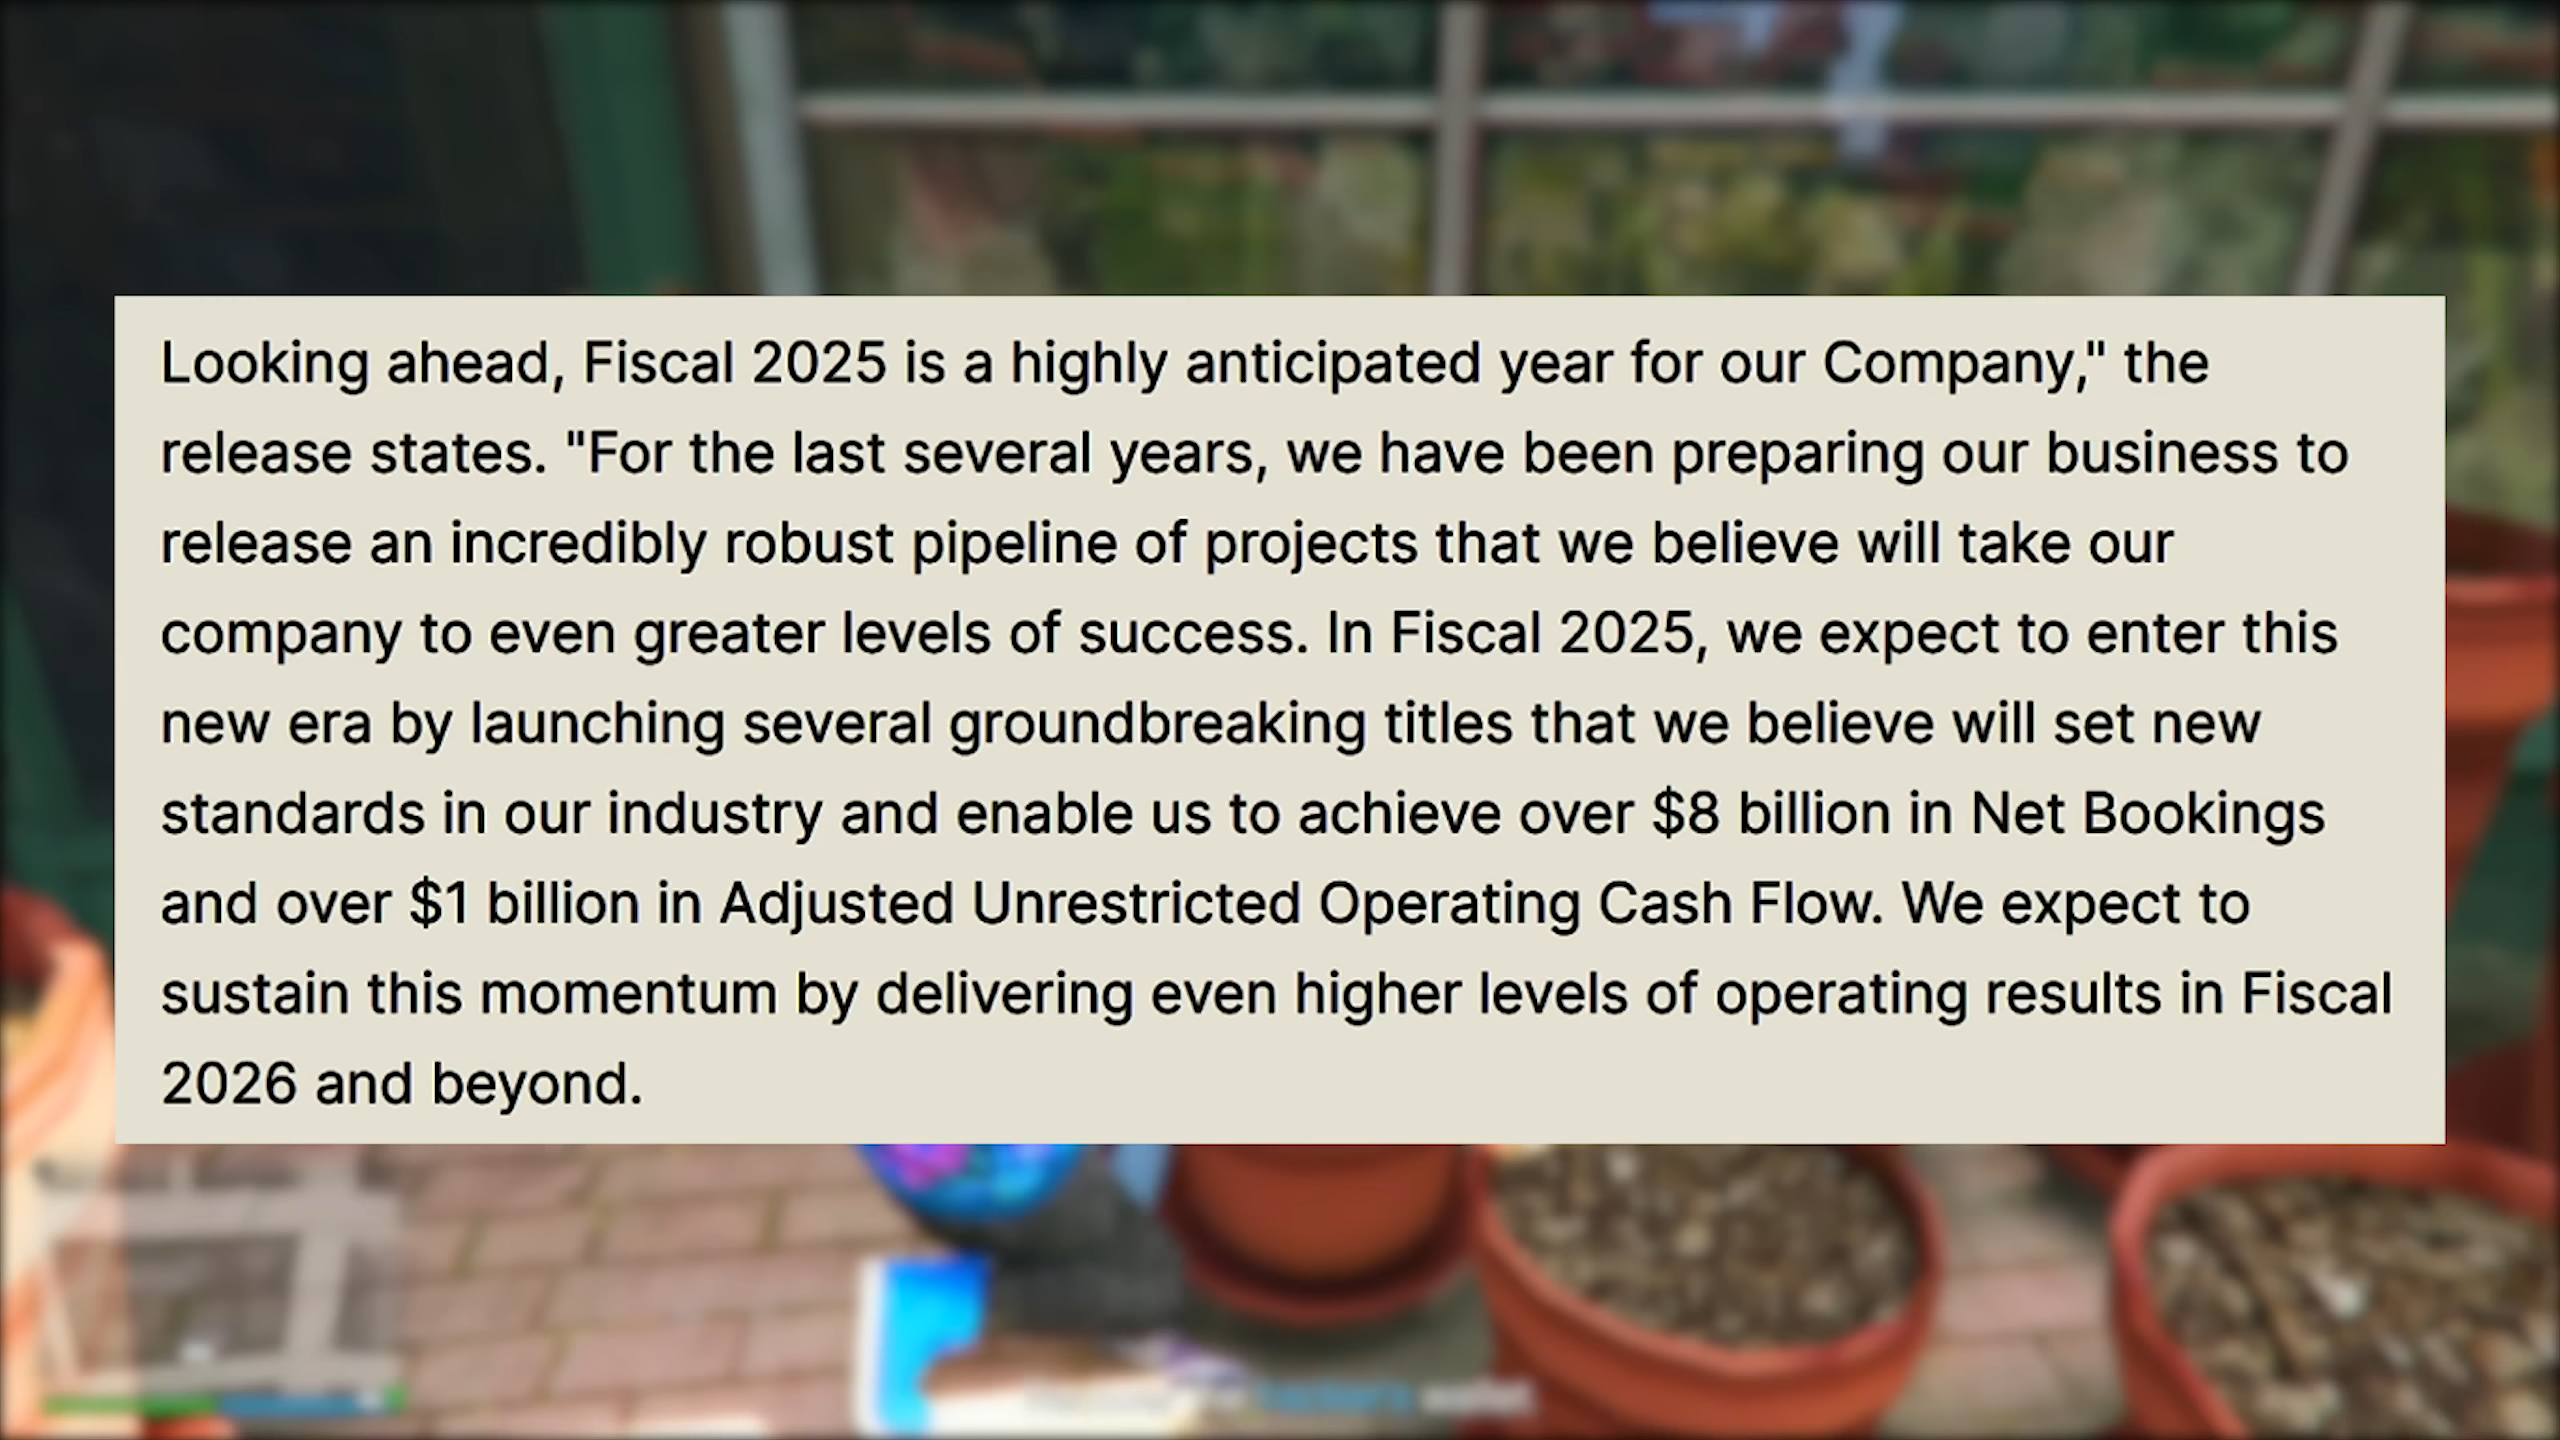 Looking ahead, Fiscal 2025 is a highly anticipated year for our Company," the
release states. "For the last several years, we have been preparing our business to
release an incredibly robust pipeline of projects that we believe will take our
company to even greater levels of success. In Fiscal 2025, we expect to enter this
new era by launching several groundbreaking titles that we believe will set new
standards in our industry and enable us to achieve over $8 billion in Net Bookings
and over $1 billion in Adjusted Unrestricted Operating Cash Flow. We expect to
sustain this momentum by delivering even higher levels of operating results in Fiscal
2026 and beyond.